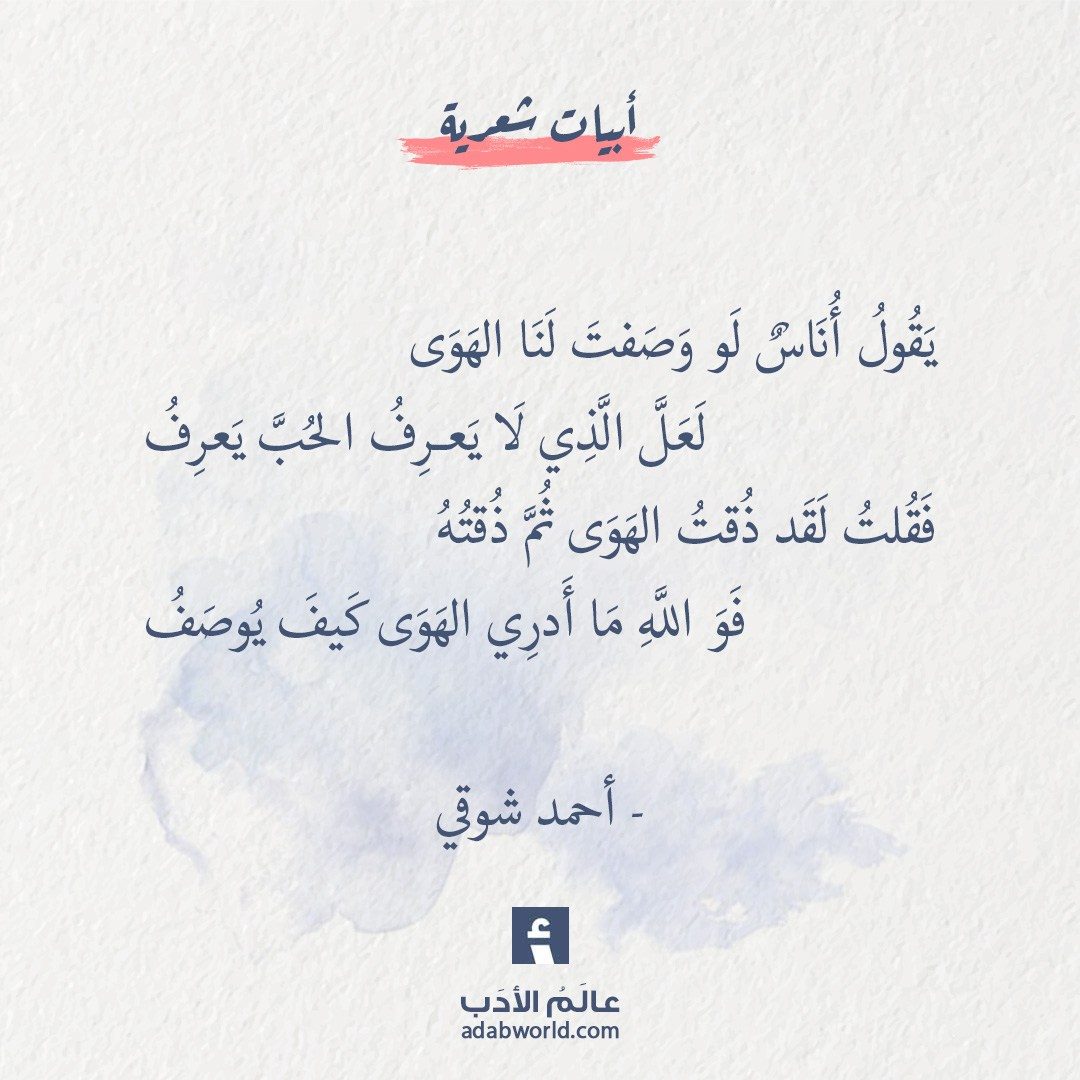 أبيات شعرية
يَقُولُ أُنَاسٌ لَو وَصَفتَ لَنَا الهَوَى
لَعَلَّ الَّذِي لَا يَعـرِفُ الحُبَّ يَعرِفُ
فَقُلتُ لَقَد ذُقتُ الهَوَى ثُمَّ ذُقتُهُ
فَوَ اللَّهِ مَا أَدرِي الهَوَى كَيفَ يُوصَفُ
- أحمد شوقي
أ
عالَمُ الأدَب
adabworld.com